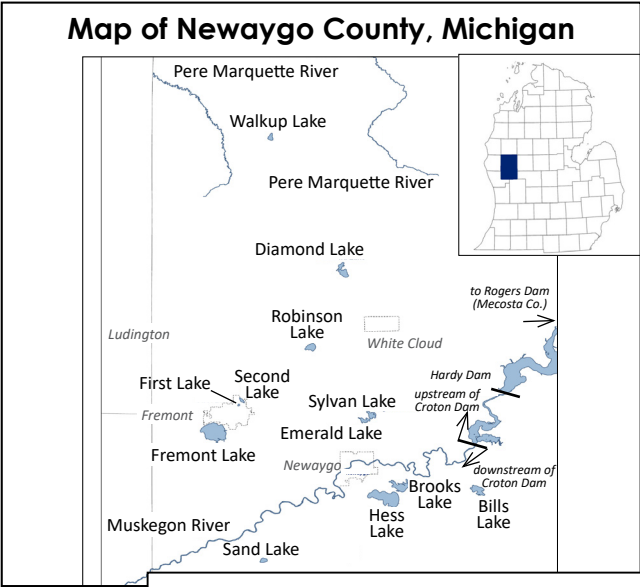 Map of Newaygo County, Michigan
Pere Marquette River
Walkup Lake
Pere Marquette River
Diamond Lake
to Rogers Dam
(Mecosta Co.)
Robinson
Lake
Ludington
White Cloud
Hardy Dam
First Lake
Second
Lake
upstream of
Croton Dam
Sylvan Lake
Fremont
Emerald Lake
Fremont Lake
Newaygo
downstream of
Croton Dam
Brooks
Lake
Hess
Lake
Bills
Lake
Muskegon River
Sand Lake